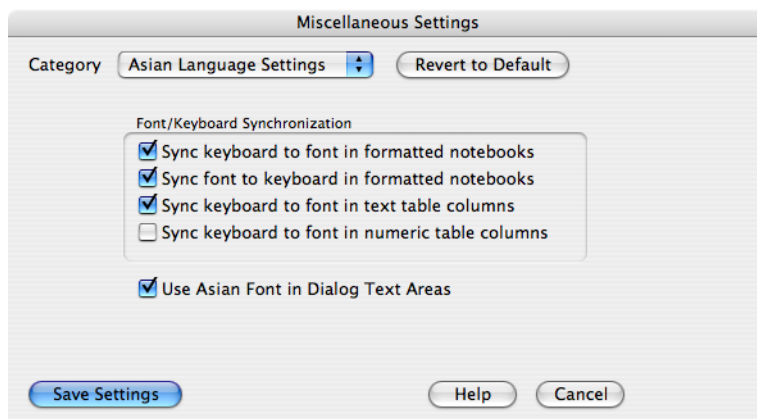 Miscellaneous Settings
Category Asian Language Settings Revert to Default
Font/Keyboard Synchronization
Sync keyboard to font in formatted notebooks
Sync font to keyboard in formatted notebooks
Sync keyboard to font in text table columns
Sync keyboard to font in numeric table columns
Use Asian Font in Dialog Text Areas
Save Settings Help Cancel